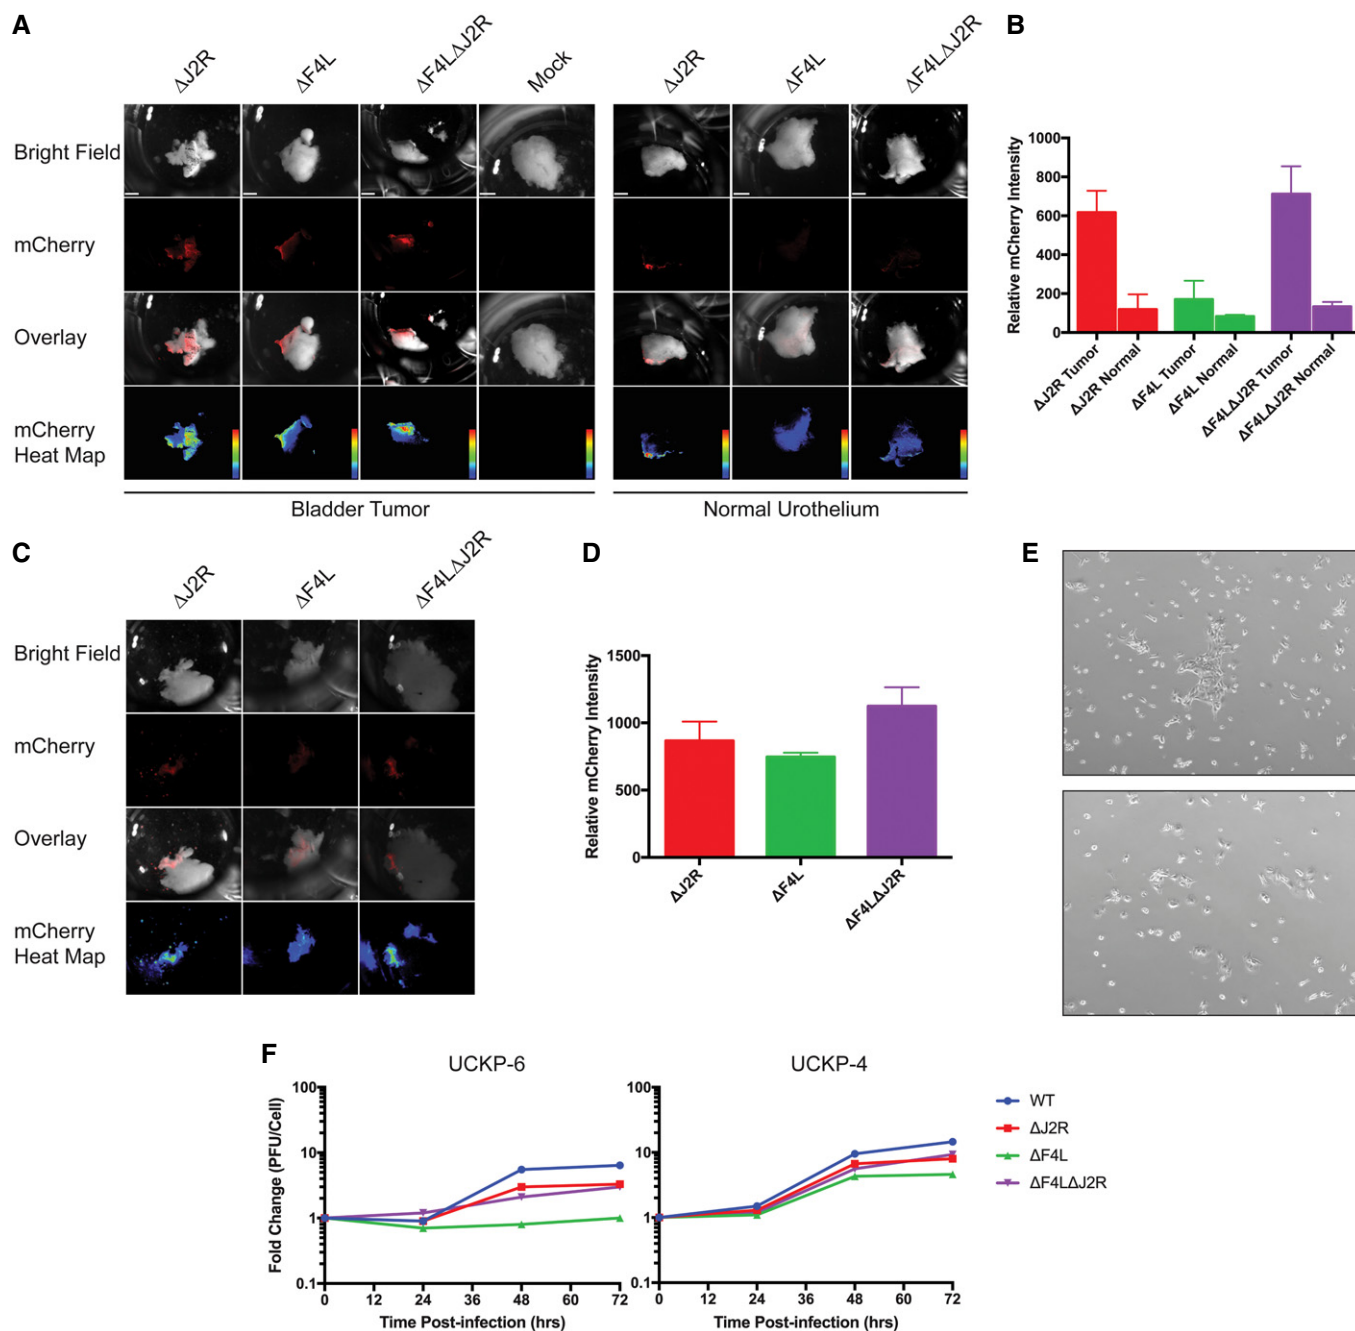 A
ΔJ2R
ΔF4L
ΔF4LΔJ2R
Mock
ΔJ2R
ΔF4L
ΔF4LΔJ2R
Bright Field
mCherry
Overlay
mCherry
Heat Map
Bladder Tumor
Normal Urothelium
B
Relative mCherry Intensity
1000
800
600
400
200
0
ΔJ2R Tumor
ΔJ2R Normal
ΔF4L Tumor
ΔF4L Normal
ΔF4LΔJ2R Tumor
ΔF4LΔJ2R Normal
C
ΔJ2R
ΔF4L
ΔF4LΔJ2R
Bright Field
mCherry
Overlay
mCherry
Heat Map
D
Relative mCherry Intensity
1500
1000
500
0
ΔJ2R
ΔF4L
ΔF4LΔJ2R
E
F
UCKP-6
Fold Change (PFU/Cell)
100
10
1
0.1
0 12 24 36 48 60 72
Time Post-infection (hrs)
UCKP-4
100
10
1
0.1
0 12 24 36 48 60 72
Time Post-infection (hrs)
WT
ΔJ2R
ΔF4L
ΔF4LΔJ2R